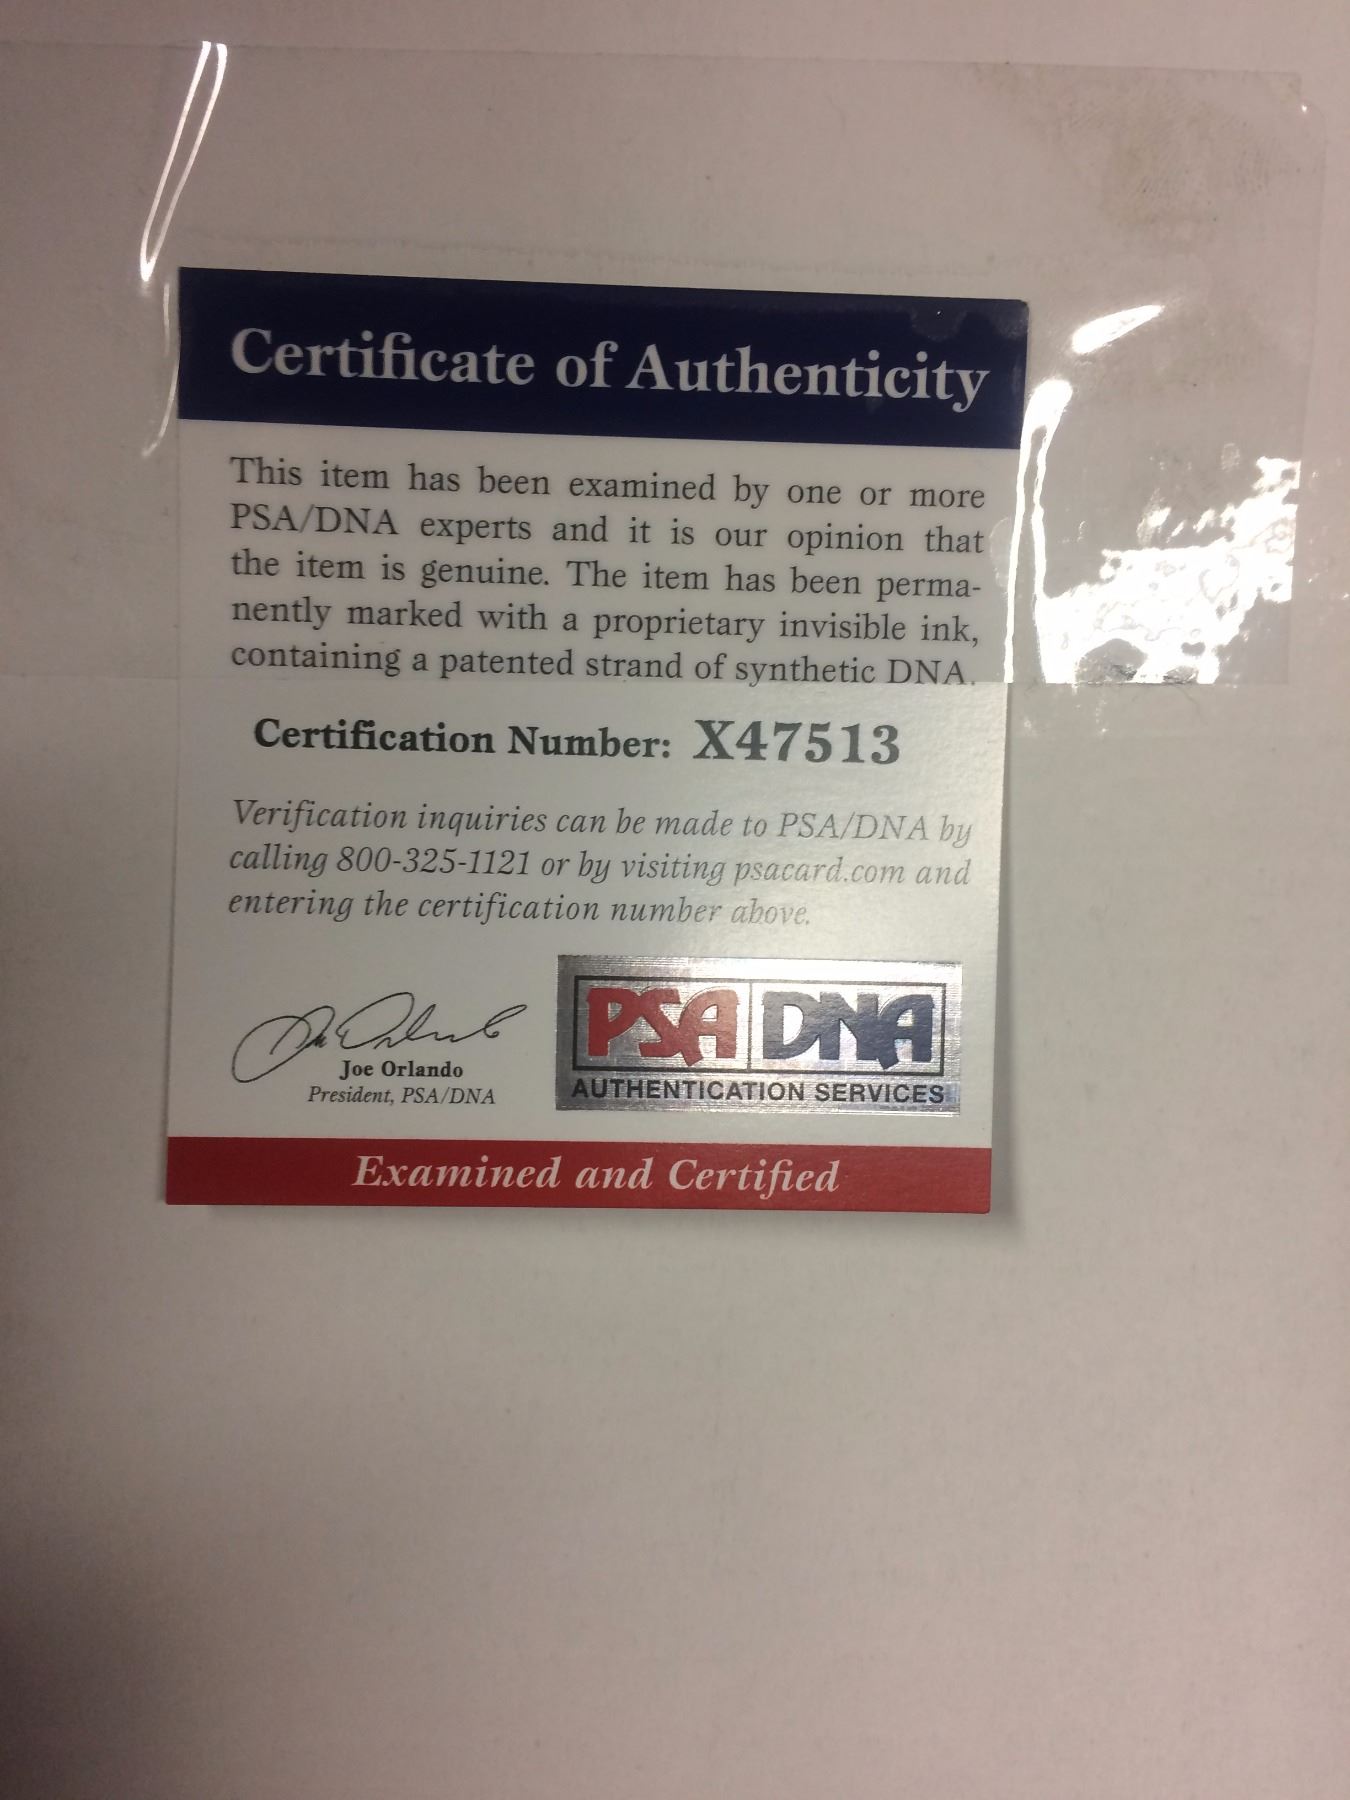 Certificate of Authenticity
This item has been examined by one or more
PSA/DNA experts and it is our opinion that
the item is genuine. The item has been perma-
nently marked with a proprietary invisible ink,
containing a patented strand of synthetic DNA.
Certification Number: X47513
Verification inquiries can be made to PSA/DNA by
calling 800-325-1121 or by visiting psacard.com and
entering the certification number above.
Joe Orlando
President, PSA/DNA
PSA DNA
AUTHENTICATION SERVICES
Examined and Certified